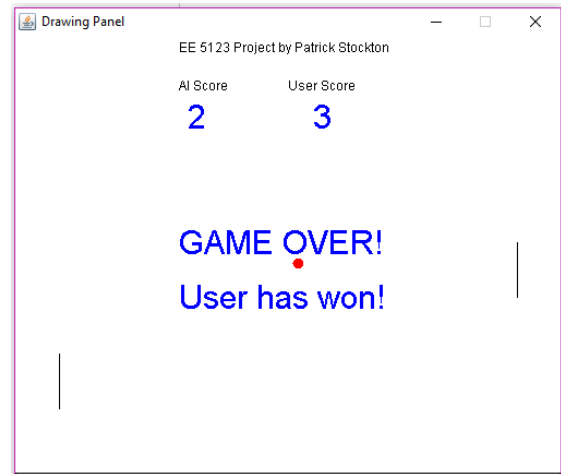 Drawing Panel
EE 5123 Project by Patrick Stockton
AI Score User Score
2 3
GAME OVER!
User has won!